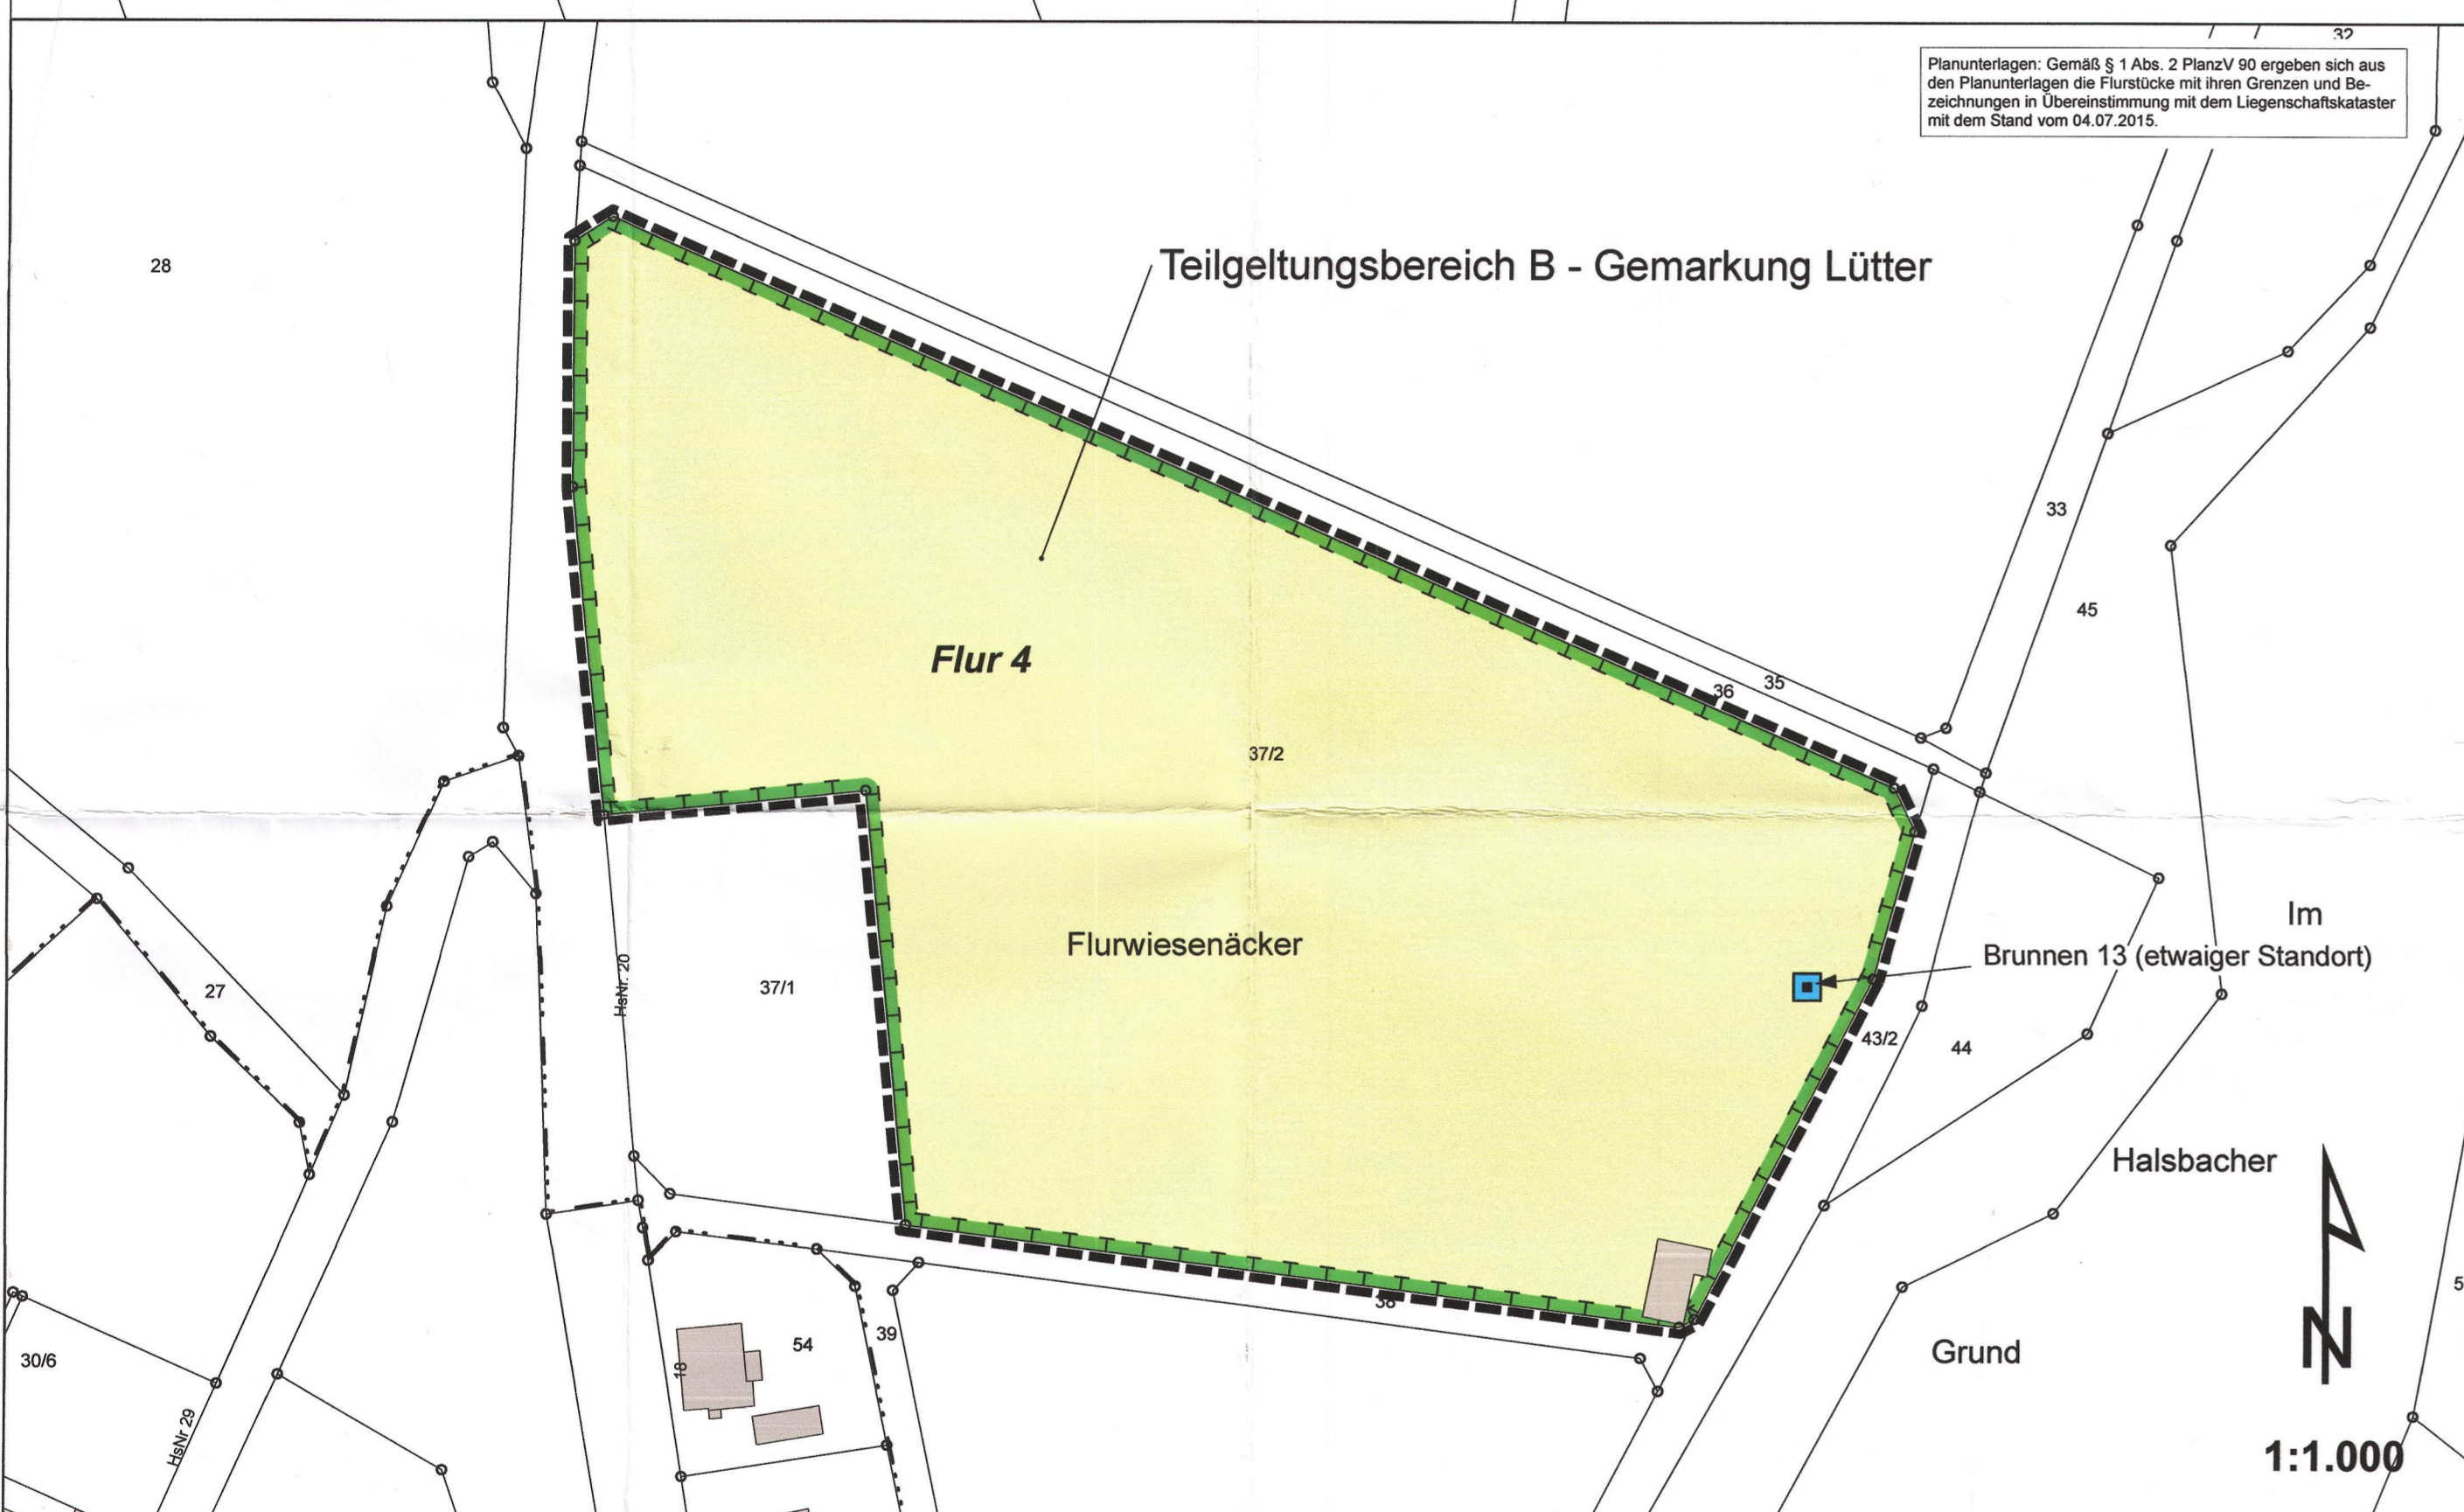 32
Planunterlagen: Gemäß § 1 Abs. 2 PlanzV 90 ergeben sich aus
den Planunterlagen die Flurstücke mit ihren Grenzen und Be-
zeichnungen in Übereinstimmung mit dem Liegenschaftskataster
mit dem Stand vom 04.07.2015.
28
Teilgeltungsbereich B - Gemarkung Lütter
33
45
Flur 4
36
35
37/2
Im
Flurwiesenäcker
Brunnen 13 (etwaiger Standort)
HsNr. 20
37/1
27
43/2
44
Halsbacher
38
39
54
18
30/6
Grund
N
HsNr 29
1:1.000
5